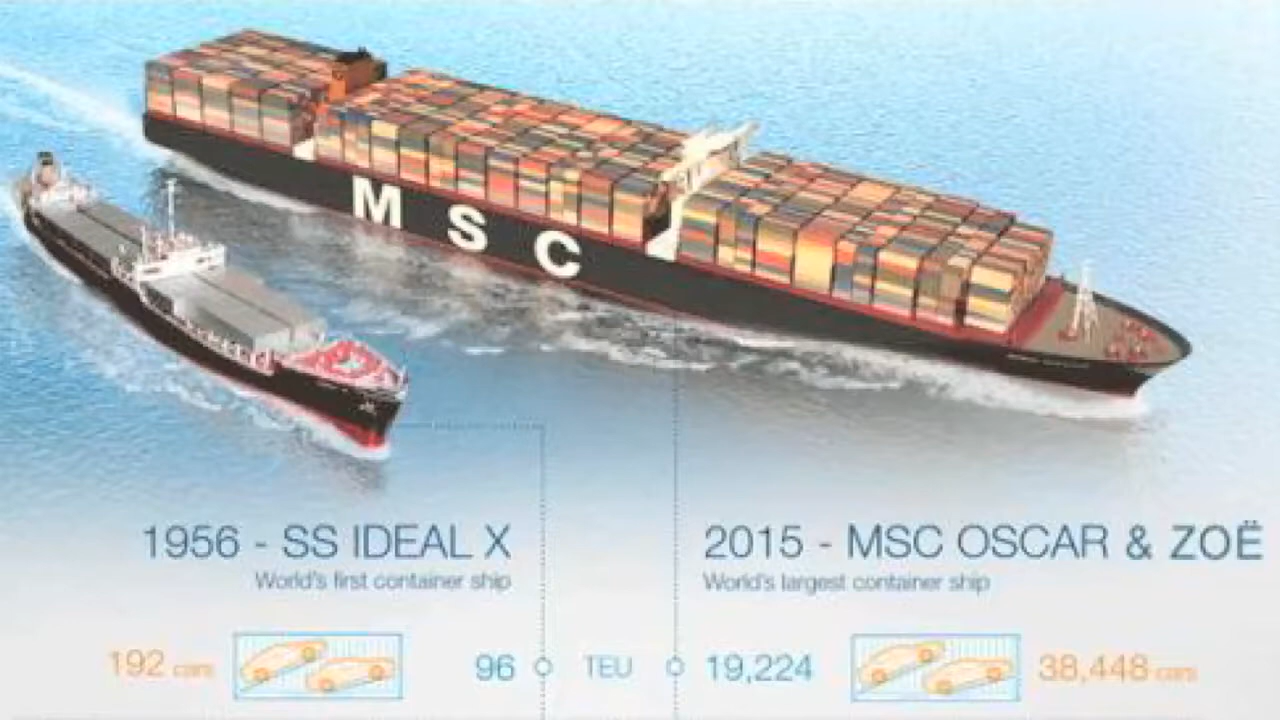 MSC
1956 - SS IDEAL X
World's first container ship
2015 - MSC OSCAR & ZOË
World's largest container ship
192 cars
96
TEU
19,224
38,448 cars